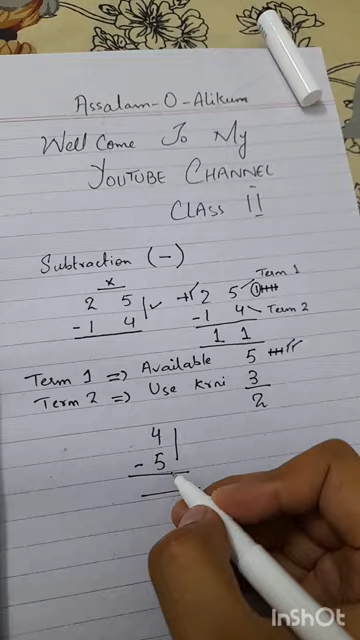 Assalam-O-Alikum
Well Come To My
YOUTUBE CHANNEL
CLASS II
Subtraction (-)
x
2 5
-1 4
2 5 Term 1
-1 4 Term 2
1 1
Term 1 => Available 5
Term 2 => Use krni 3
2
4
- 5
InShOt